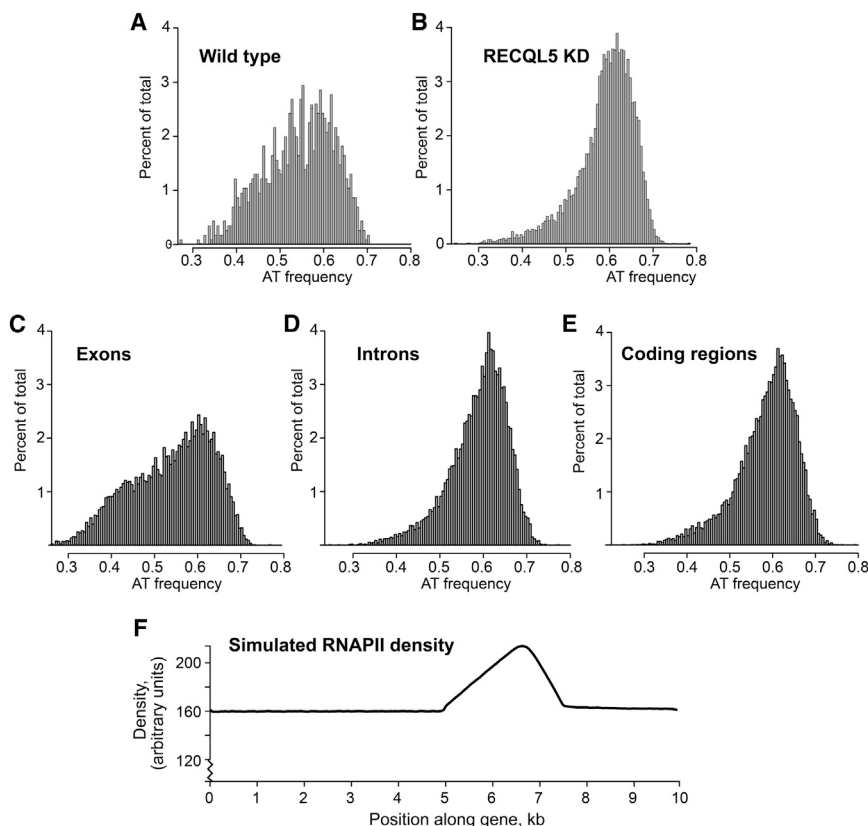 A
Wild type
Percent of total
4
3
2
1
0
0.3 0.4 0.5 0.6 0.7 0.8
AT frequency
B
RECQL5 KD
Percent of total
4
3
2
1
0
0.3 0.4 0.5 0.6 0.7 0.8
AT frequency
C
Exons
Percent of total
4
3
2
1
0.3 0.4 0.5 0.6 0.7 0.8
AT frequency
D
Introns
Percent of total
4
3
2
1
0.3 0.4 0.5 0.6 0.7 0.8
AT frequency
E
Coding regions
Percent of total
4
3
2
1
0.3 0.4 0.5 0.6 0.7 0.8
AT frequency
F
Simulated RNAPII density
Density,
(arbitrary units)
200
160
120
0 1 2 3 4 5 6 7 8 9 10
Position along gene, kb